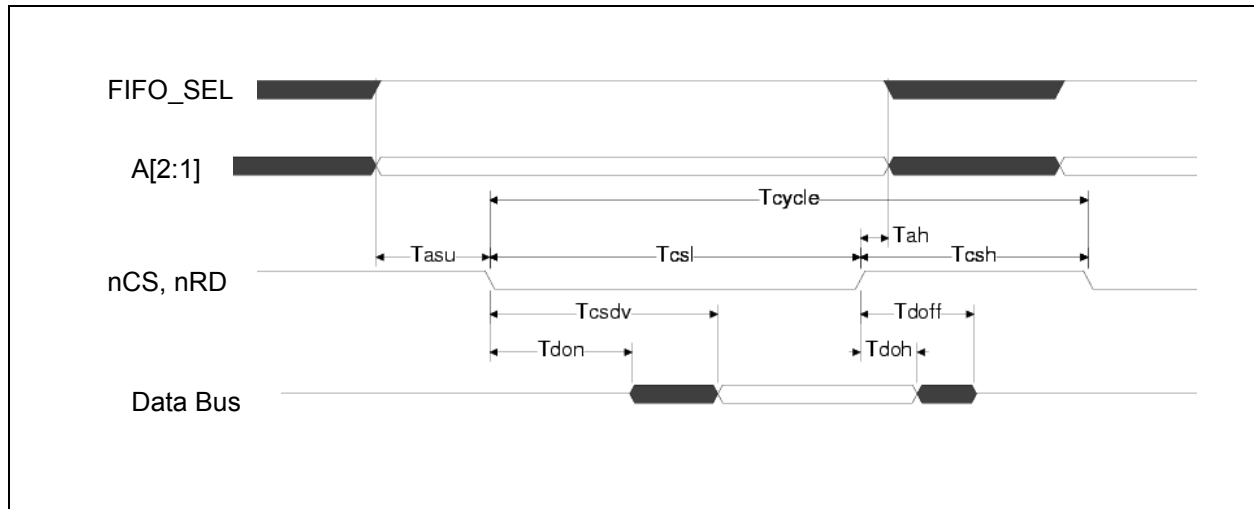 FIFO_SEL
A[2:1]
Tcycle
Tah
Tasu
Tcsl
Tcsh
nCS, nRD
Tcsdv
Tdoff
Tdon
Tdoh
Data Bus